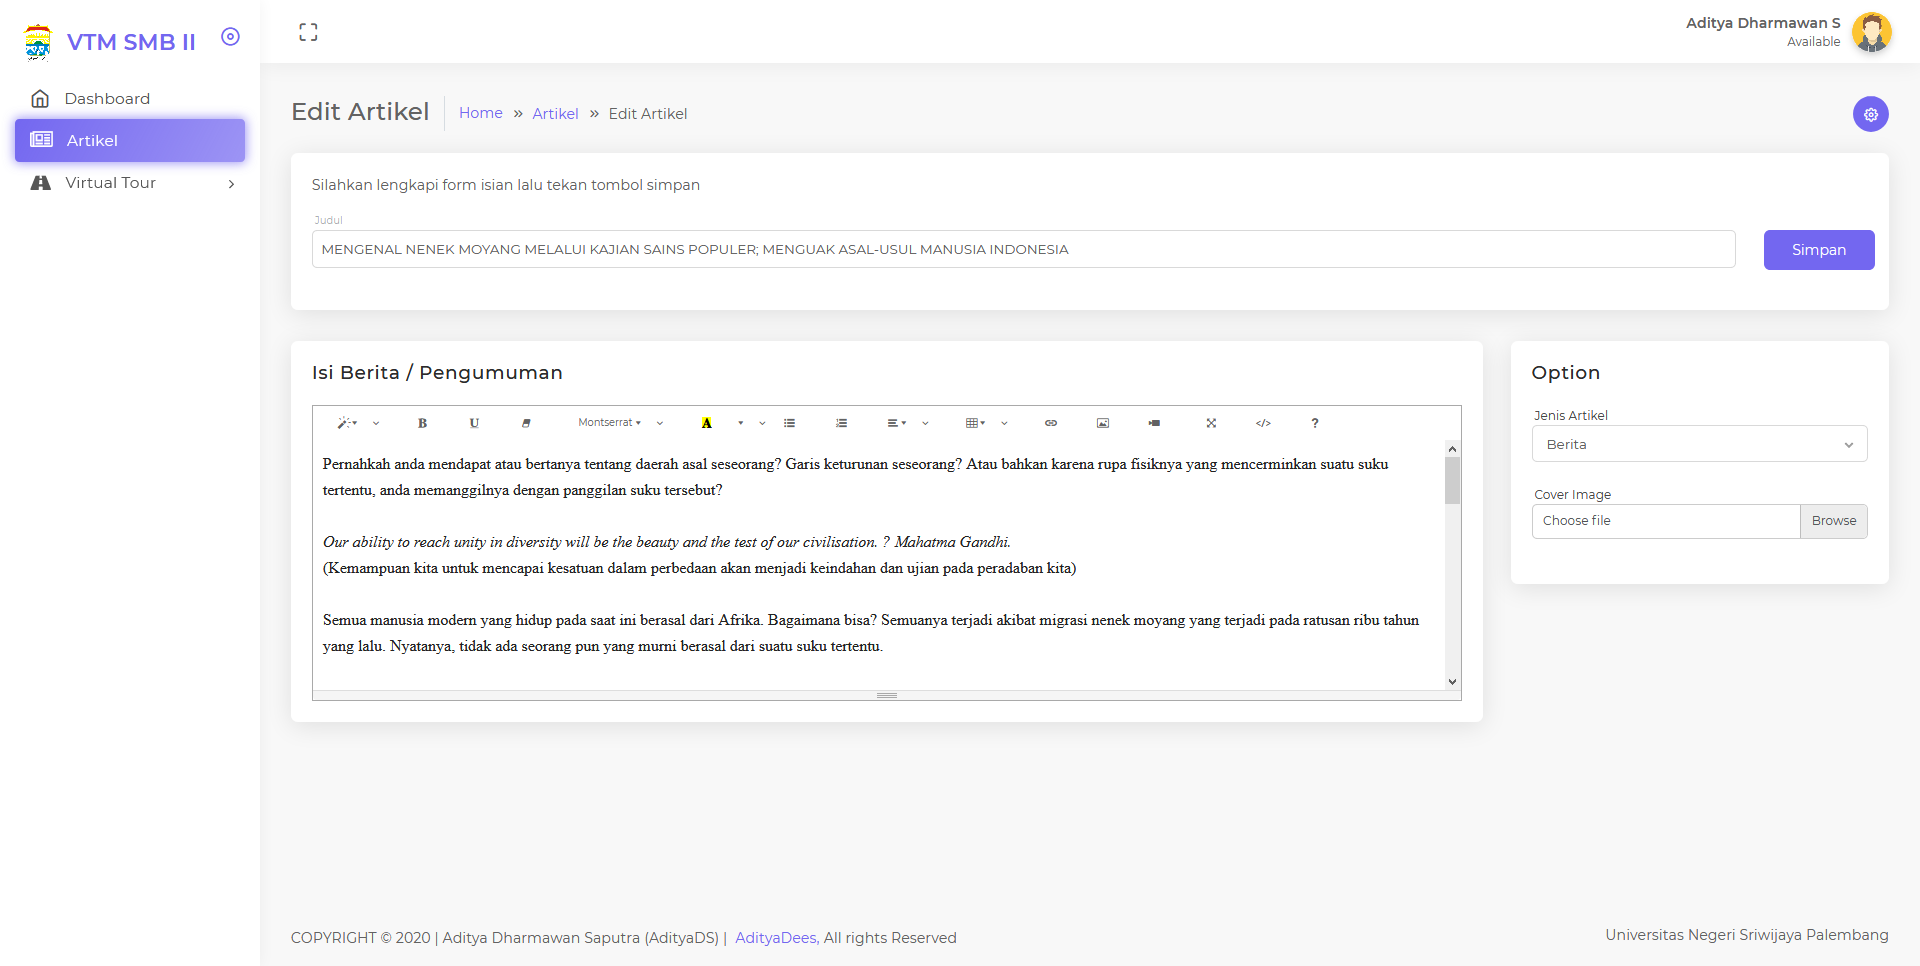 VTM SMB II
Aditya Dharmawan S
Available
Dashboard
Artikel
Virtual Tour
Edit Artikel
Home » Artikel » Edit Artikel
Silahkan lengkapi form isian lalu tekan tombol simpan
Judul
MENGENAL NENEK MOYANG MELALUI KAJIAN SAINS POPULER; MENGUAK ASAL-USUL MANUSIA INDONESIA
Simpan
Isi Berita / Pengumuman
B U Montserrat A </> ?
Pernahkah anda mendapat atau bertanya tentang daerah asal seseorang? Garis keturunan seseorang? Atau bahkan karena rupa fisiknya yang mencerminkan suatu suku
tertentu, anda memanggilnya dengan panggilan suku tersebut?
Our ability to reach unity in diversity will be the beauty and the test of our civilisation. ? Mahatma Gandhi.
(Kemampuan kita untuk mencapai kesatuan dalam perbedaan akan menjadi keindahan dan ujian pada peradaban kita)
Semua manusia modern yang hidup pada saat ini berasal dari Afrika. Bagaimana bisa? Semuanya terjadi akibat migrasi nenek moyang yang terjadi pada ratusan ribu tahun
yang lalu. Nyatanya, tidak ada seorang pun yang murni berasal dari suatu suku tertentu.
Option
Jenis Artikel
Berita
Cover Image
Choose file Browse
COPYRIGHT © 2020 | Aditya Dharmawan Saputra (AdityaDS) | AdityaDees, All rights Reserved
Universitas Negeri Sriwijaya Palembang